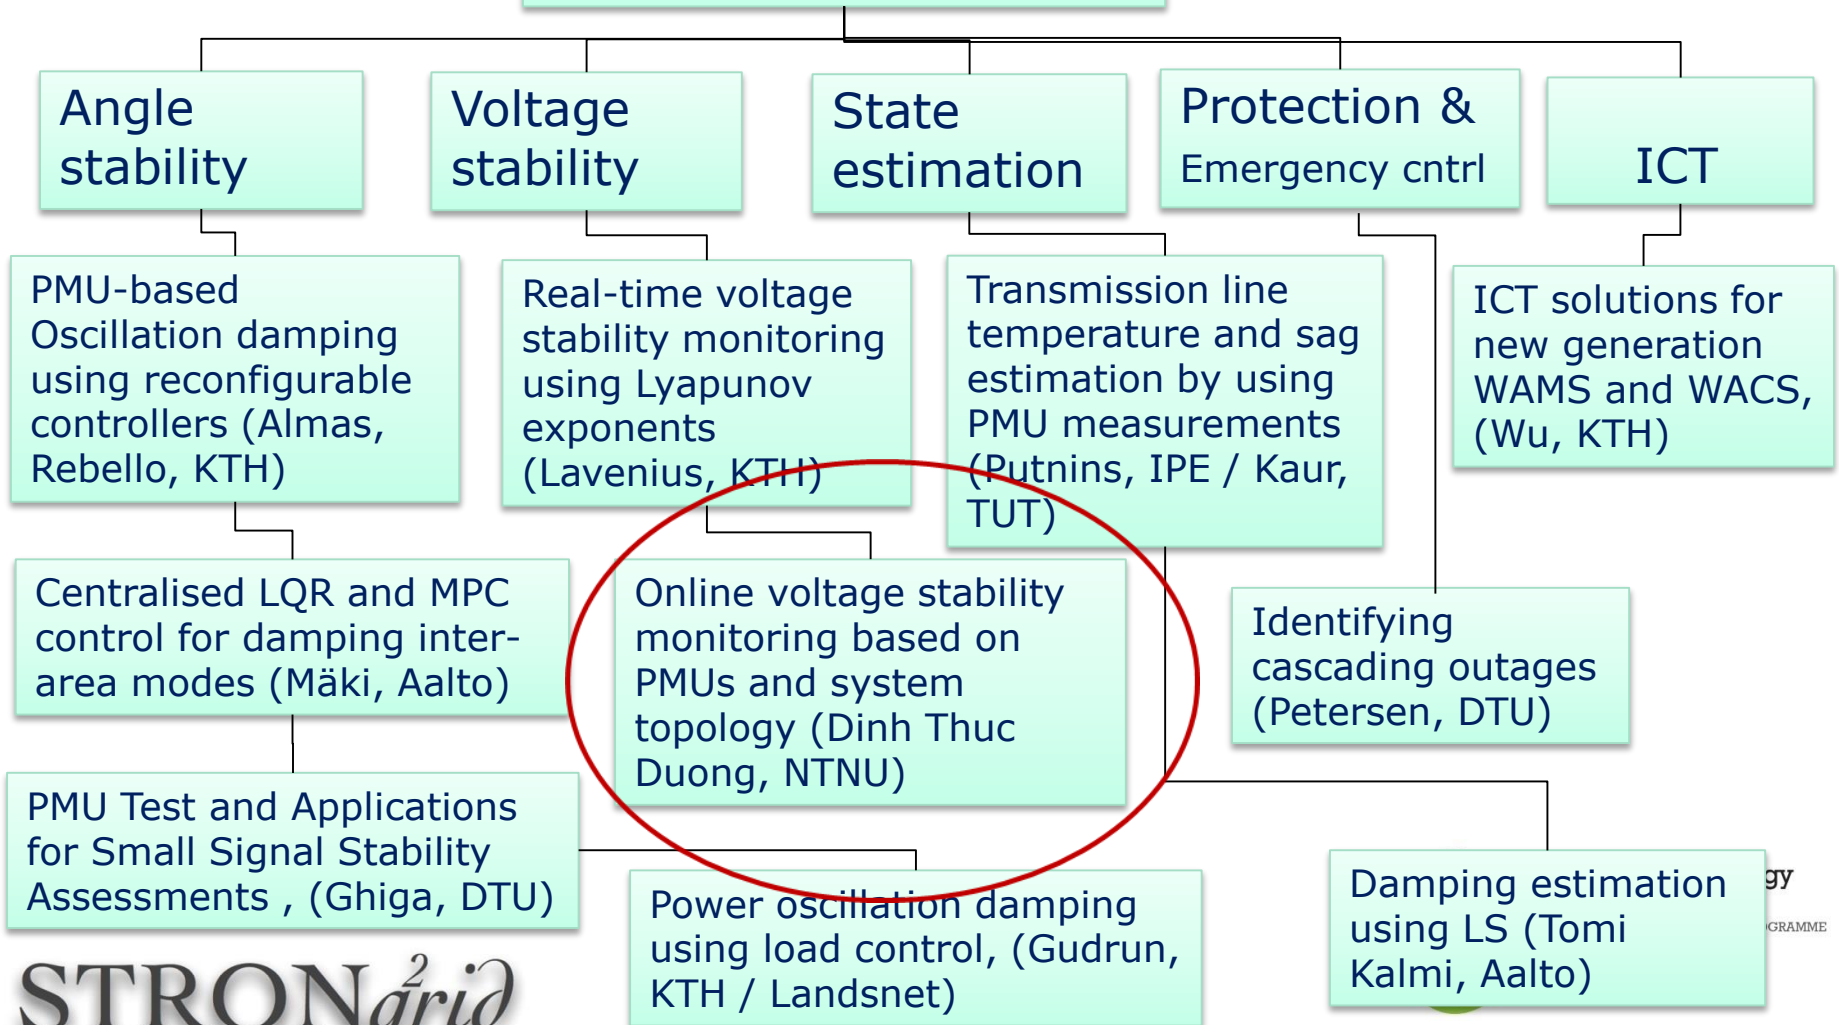 Angle
stability
Voltage
stability
State
estimation
Protection &
Emergency cntrl
ICT
PMU-based
Oscillation damping
using reconfigurable
controllers (Almas,
Rebello, KTH)
Real-time voltage
stability monitoring
using Lyapunov
exponents
(Lavenius, KTH)
Transmission line
temperature and sag
estimation by using
PMU measurements
(Putnins, IPE / Kaur,
TUT)
ICT solutions for
new generation
WAMS and WACS,
(Wu, KTH)
Centralised LQR and MPC
control for damping inter-
area modes (Mäki, Aalto)
Online voltage stability
monitoring based on
PMUs and system
topology (Dinh Thuc
Duong, NTNU)
Identifying
cascading outages
(Petersen, DTU)
PMU Test and Applications
for Small Signal Stability
Assessments , (Ghiga, DTU)
Power oscillation damping
using load control, (Gudrun,
KTH / Landsnet)
Damping estimation
using LS (Tomi
Kalmi, Aalto)
STRON²grid